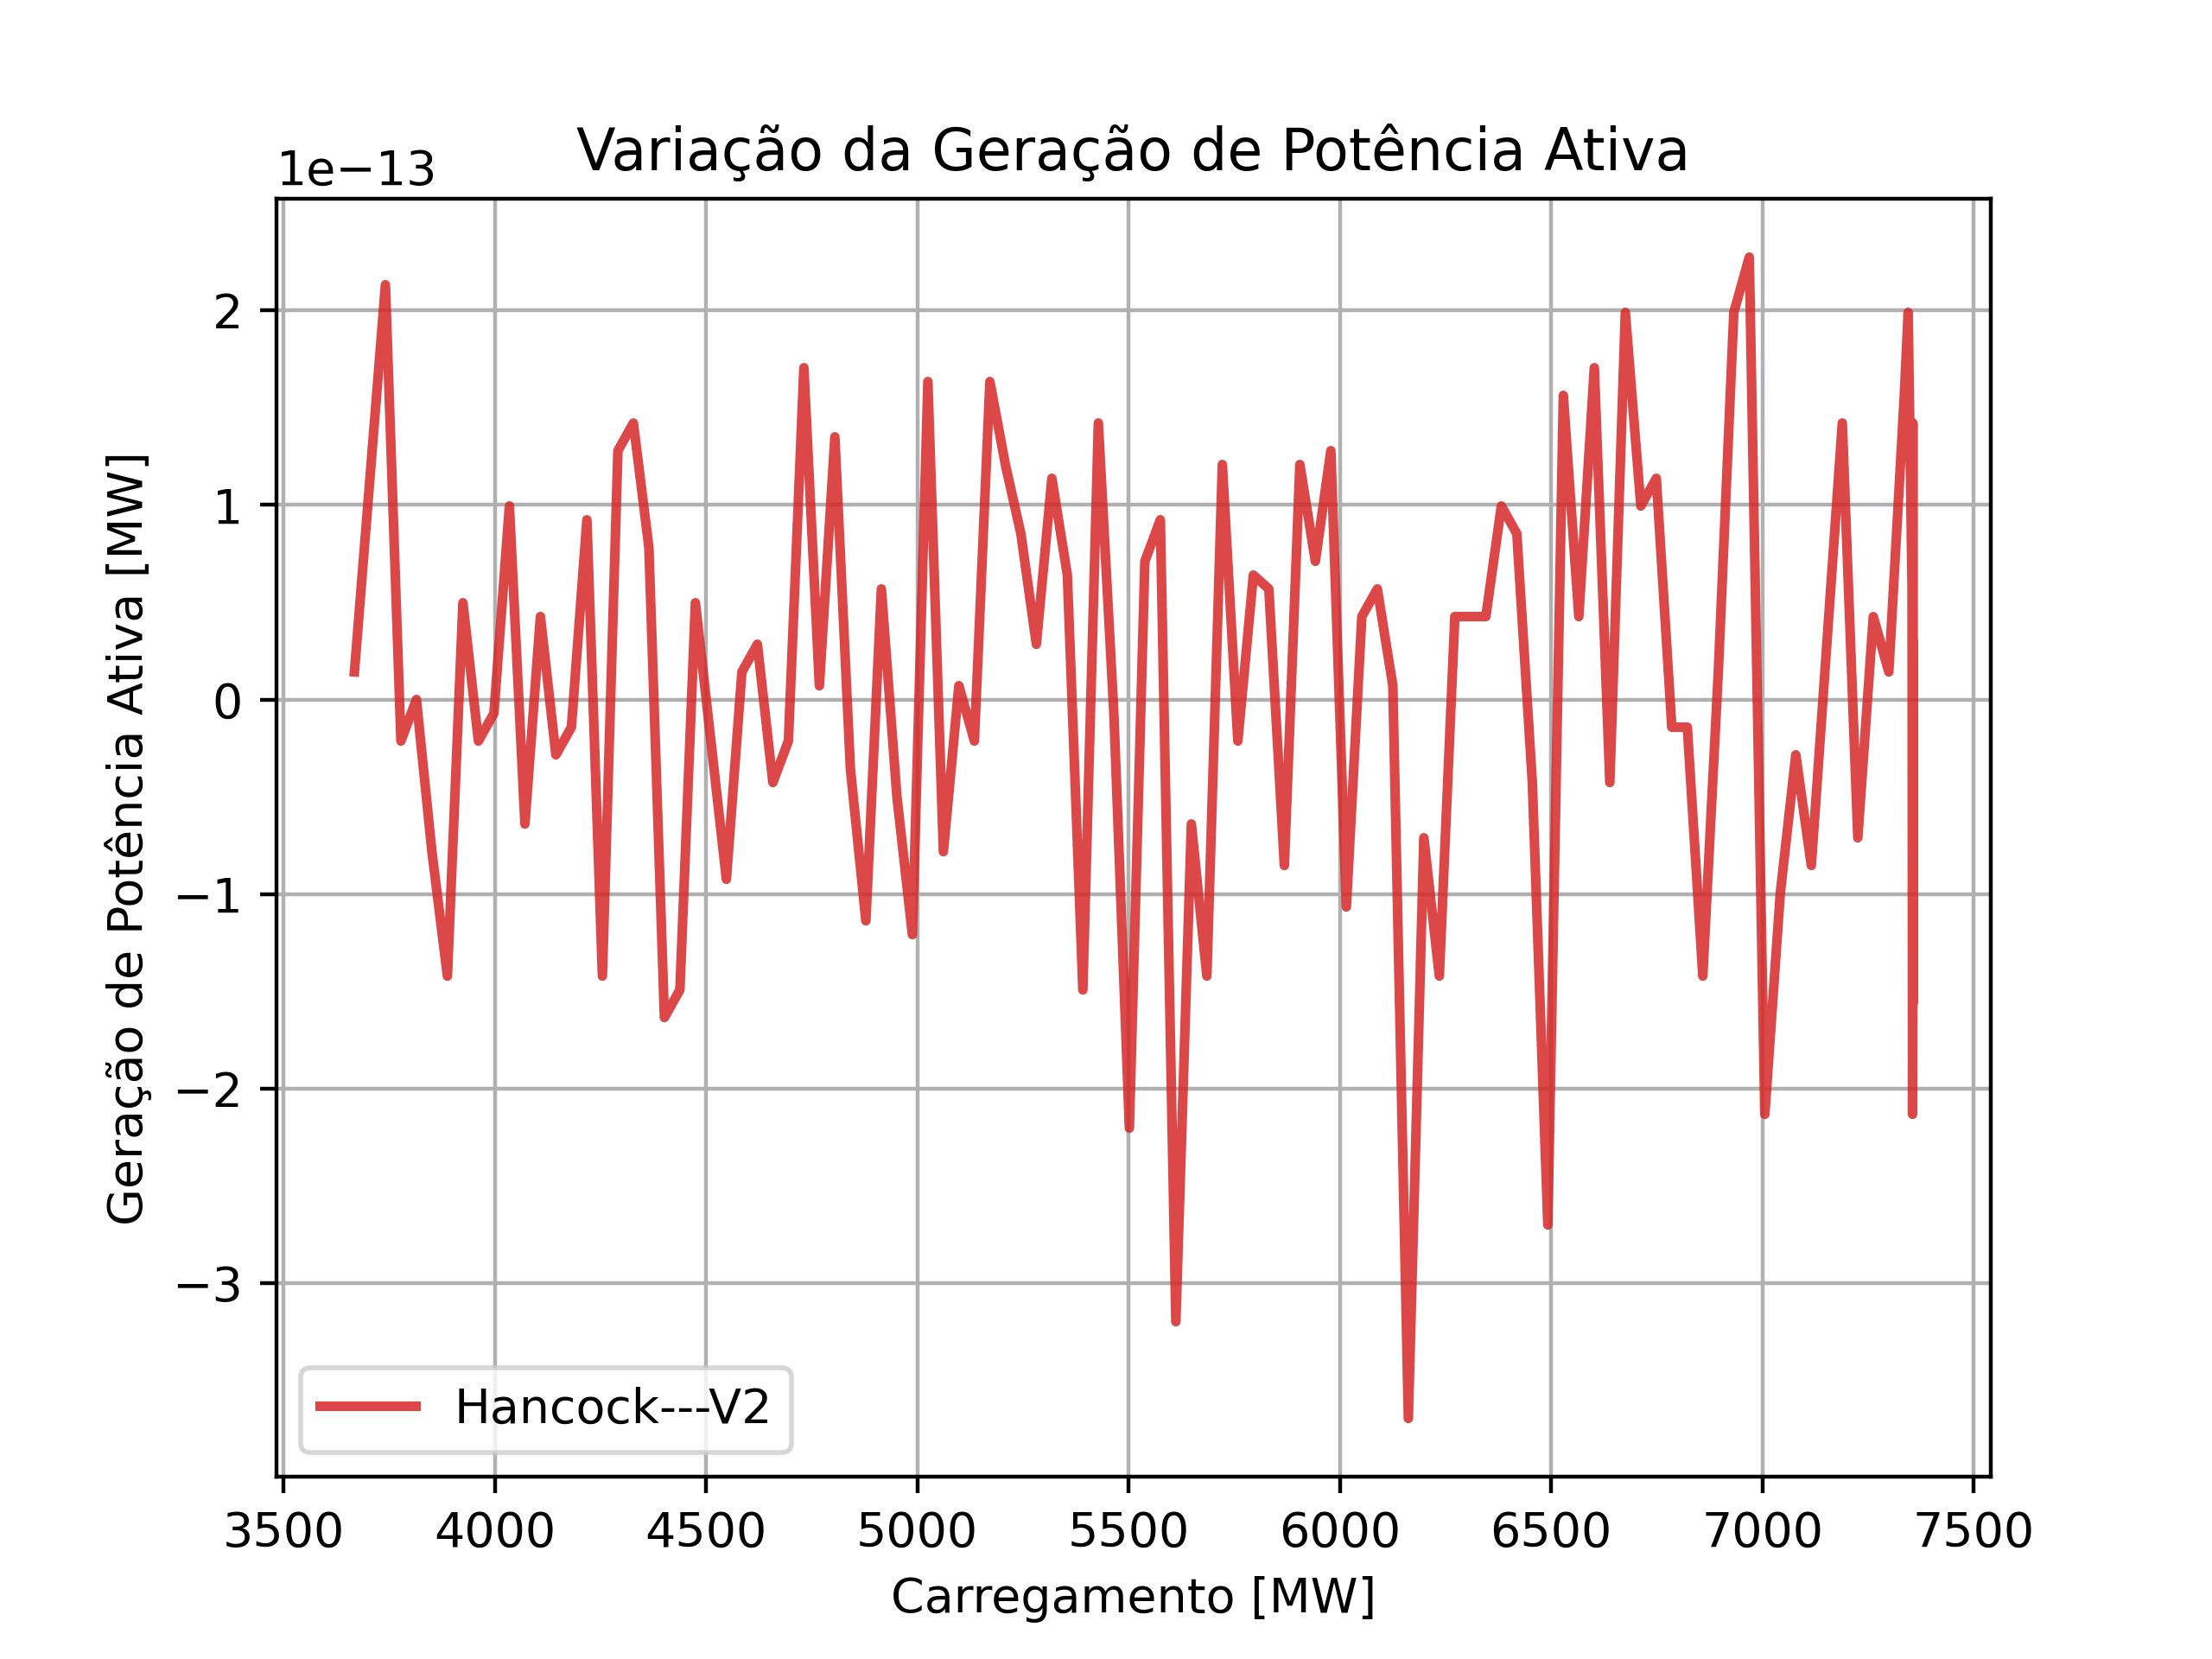 Variação da Geração de Potência Ativa
1e−13
Geração de Potência Ativa [MW]
2
1
0
−1
−2
−3
Hancock---V2
3500 4000 4500 5000 5500 6000 6500 7000 7500
Carregamento [MW]